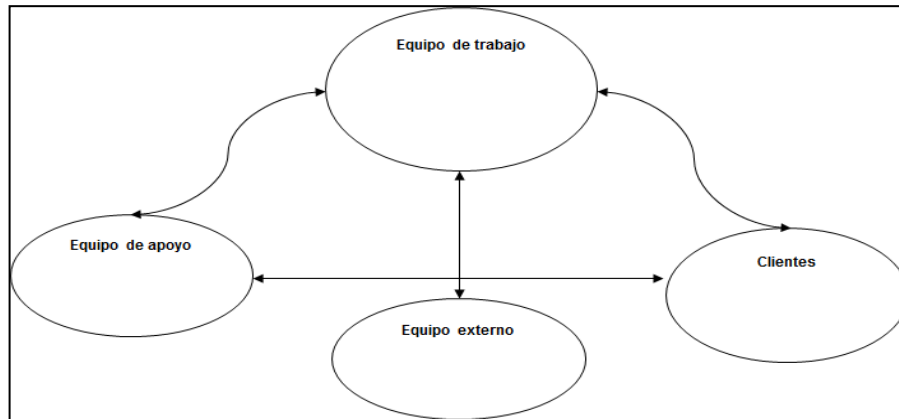 Equipo de trabajo
Equipo de apoyo
Clientes
Equipo externo